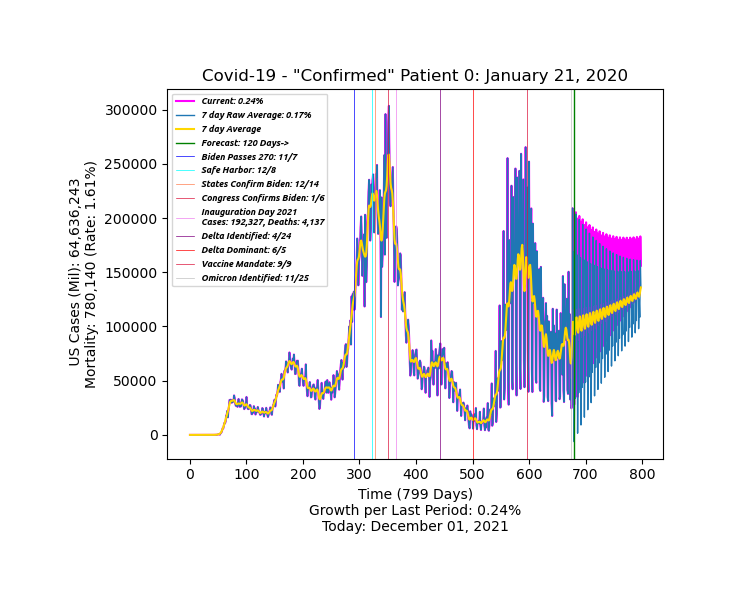 Covid-19 - "Confirmed" Patient 0: January 21, 2020
Current: 0.24%
7 day Raw Average: 0.17%
7 day Average
Forecast: 120 Days->
Biden Passes 270: 11/7
Safe Harbor: 12/8
States Confirm Biden: 12/14
Congress Confirms Biden: 1/6
Inauguration Day 2021
Cases: 192,327, Deaths: 4,137
Delta Identified: 4/24
Delta Dominant: 6/5
Vaccine Mandate: 9/9
Omicron Identified: 11/25
US Cases (Mil): 64,636,243
Mortality: 780,140 (Rate: 1.61%)
300000
250000
200000
150000
100000
50000
0
0 100 200 300 400 500 600 700 800
Time (799 Days)
Growth per Last Period: 0.24%
Today: December 01, 2021